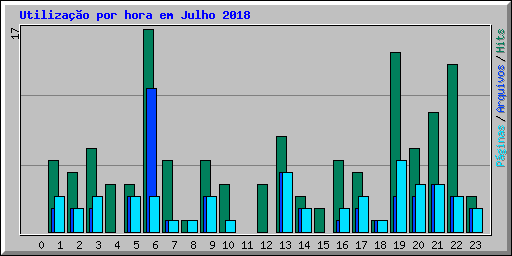 Utilização por hora em Julho 2018
17
Páginas / Arquivos / Hits
0 1 2 3 4 5 6 7 8 9 10 11 12 13 14 15 16 17 18 19 20 21 22 23